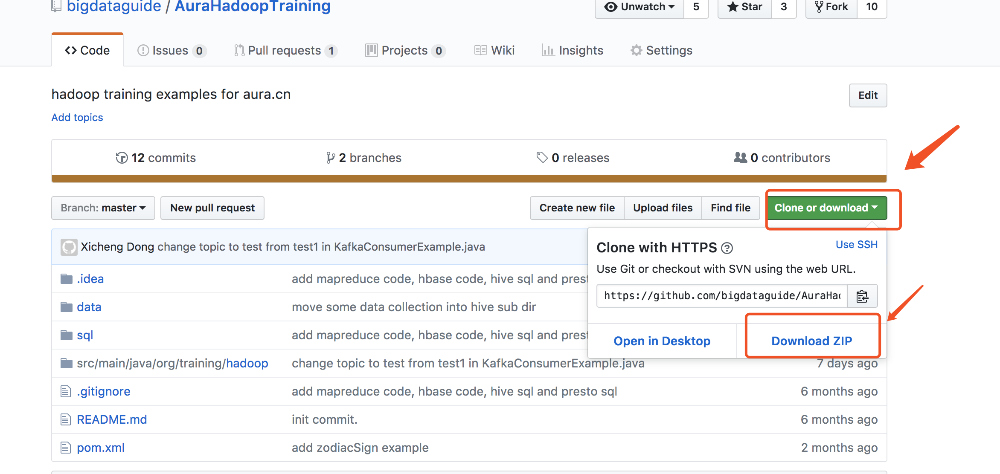 bigdataguide / AuraHadoopTraining
Unwatch 5
Star 3
Fork 10
Code
Issues 0
Pull requests 1
Projects 0
Wiki
Insights
Settings
hadoop training examples for aura.cn
Edit
Add topics
12 commits
2 branches
0 releases
0 contributors
Branch: master
New pull request
Create new file
Upload files
Find file
Clone or download
Xicheng Dong change topic to test from test1 in KafkaConsumerExample.java
Clone with HTTPS
Use SSH
Use Git or checkout with SVN using the web URL.
https://github.com/bigdataguide/AuraHad
Open in Desktop
Download ZIP
.idea add mapreduce code, hbase code, hive sql and prest
data move some data collection into hive sub dir
sql add mapreduce code, hbase code, hive sql and prest
src/main/java/org/training/hadoop change topic to test from test1 in KafkaConsumerExample.java 7 days ago
.gitignore add mapreduce code, hbase code, hive sql and presto sql 6 months ago
README.md init commit. 6 months ago
pom.xml add zodiacSign example 2 months ago